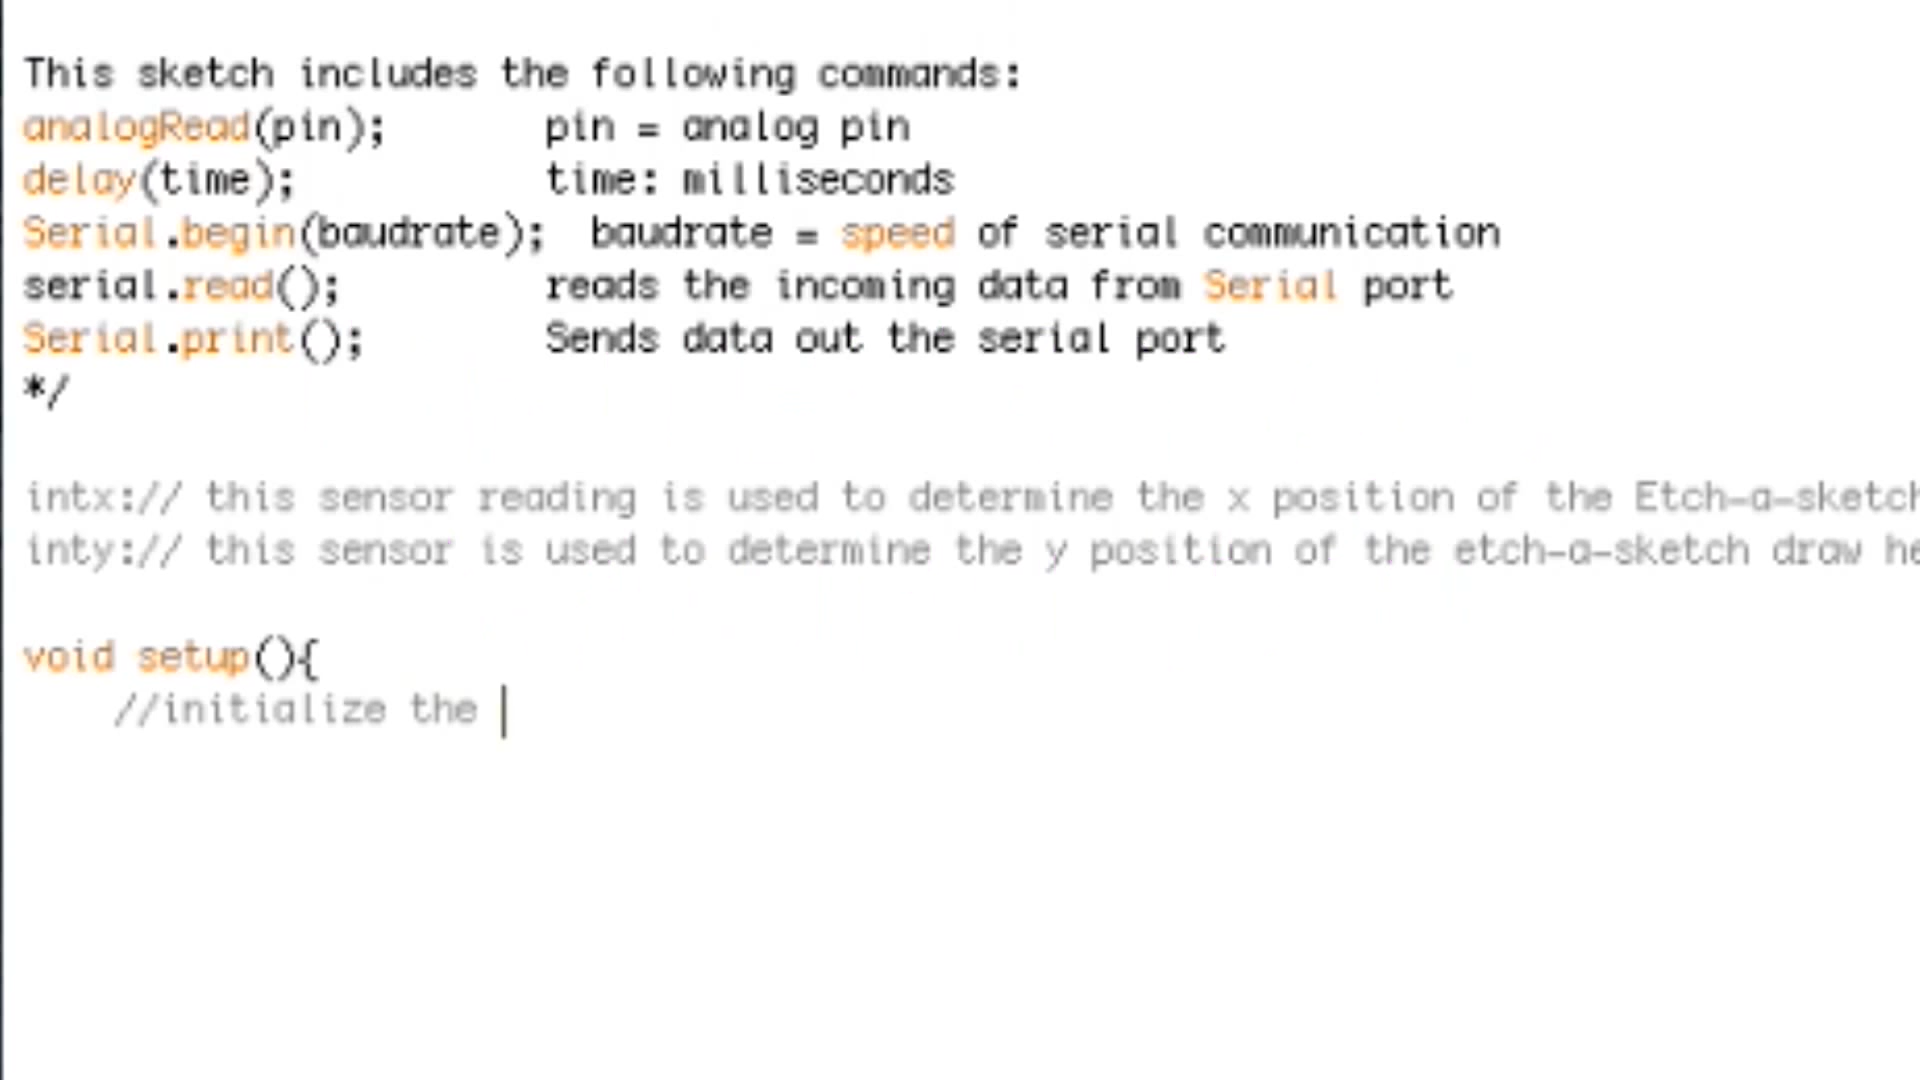 This sketch includes the following commands:
analogRead(pin); pin = analog pin
delay(time); time: milliseconds
Serial.begin(baudrate); baudrate = speed of serial communication
serial.read(); reads the incoming data from Serial port
Serial.print(); Sends data out the serial port
*/
intx:// this sensor reading is used to determine the x position of the Etch-a-sketch
inty:// this sensor is used to determine the y position of the etch-a-sketch draw he
void setup(){
//initialize the